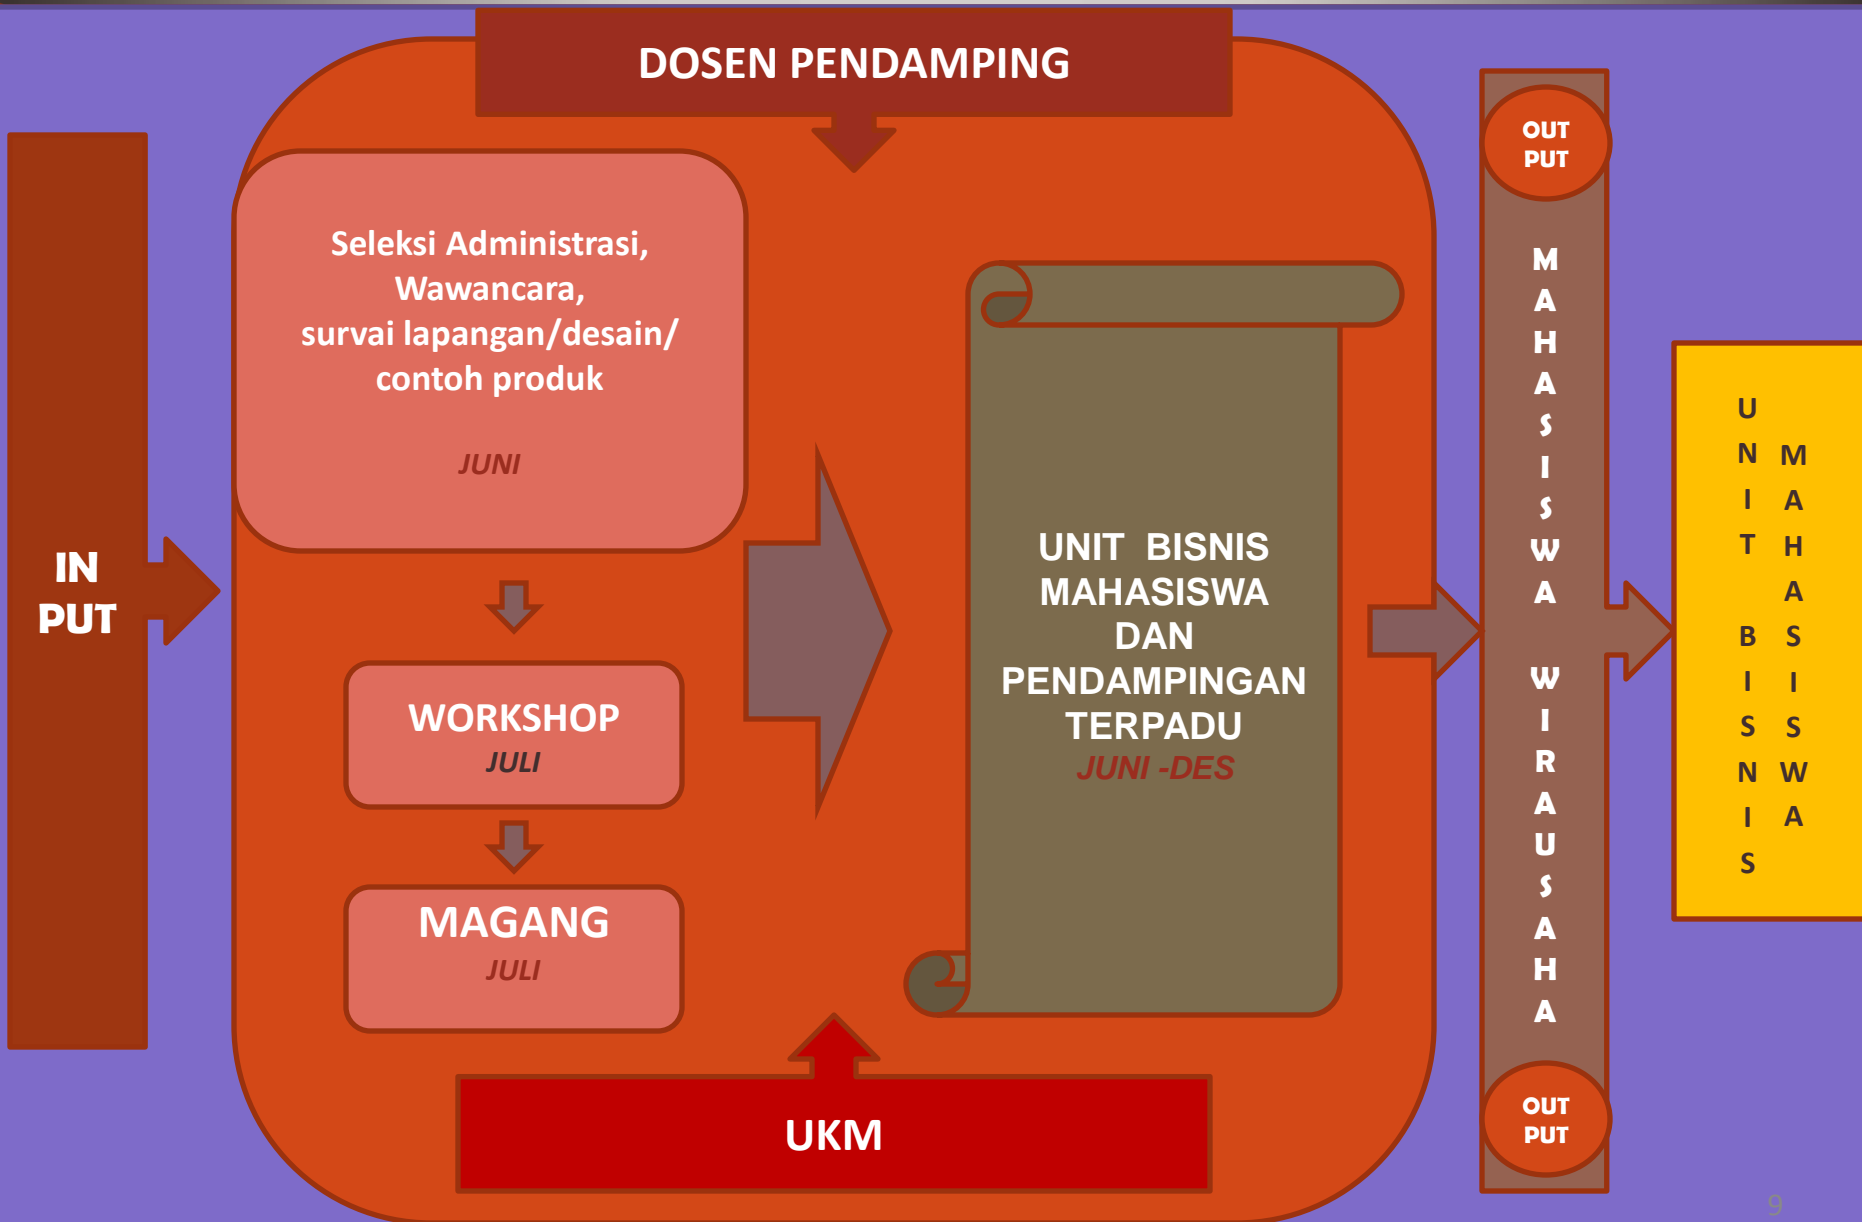 DOSEN PENDAMPING
IN
PUT
Seleksi Administrasi,
Wawancara,
survai lapangan/desain/
contoh produk
JUNI
WORKSHOP
JULI
MAGANG
JULI
UNIT BISNIS
MAHASISWA
DAN
PENDAMPINGAN
TERPADU
JUNI -DES
UKM
OUT
PUT
MAHASISWA WIRAUSAHA
OUT
PUT
UNIT BISNIS
MAHASISWA
9